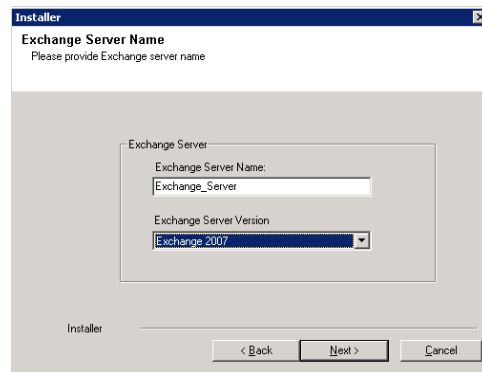 Installer
Exchange Server Name
Please provide Exchange server name
Exchange Server
Exchange Server Name:
Exchange_Server
Exchange Server Version
Exchange 2007
Installer
< Back
Next >
Cancel